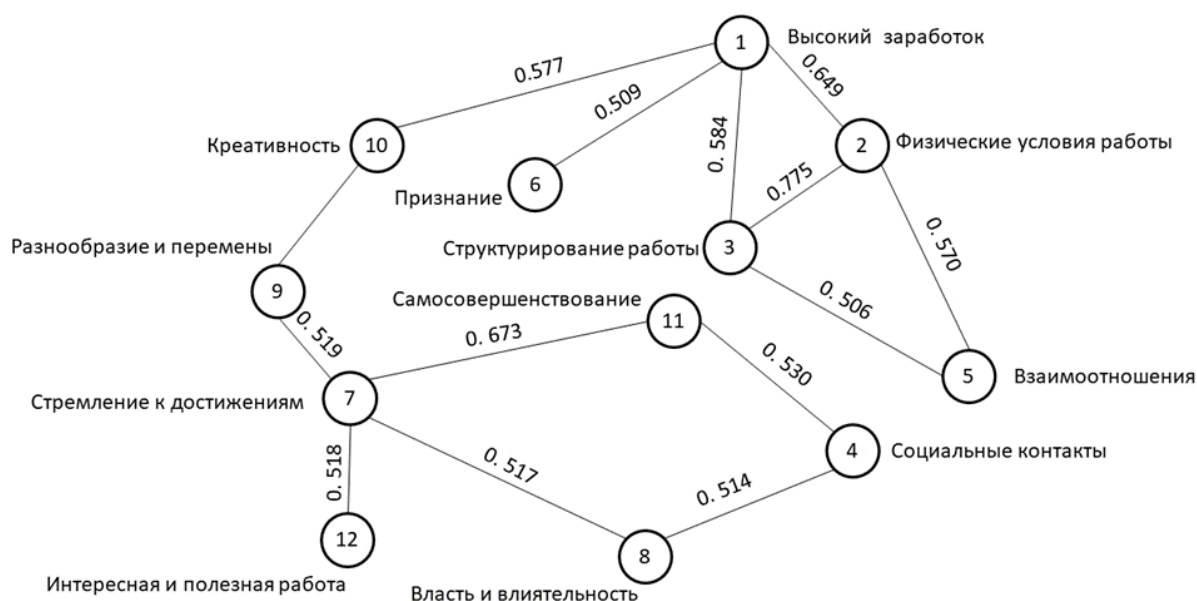 1
Высокий заработок
0.577
0.649
0.509
0. 584
Креативность
10
2
Физические условия работы
6
Признание
0.775
Разнообразие и перемены
Структурирование работы
3
0. 570
9
Самосовершенствование
11
0. 506
0. 519
0. 673
0. 530
5
Взаимоотношения
Стремление к достижениям
7
4
Социальные контакты
0. 518
0. 517
0. 514
12
8
Интересная и полезная работа
Власть и влиятельность